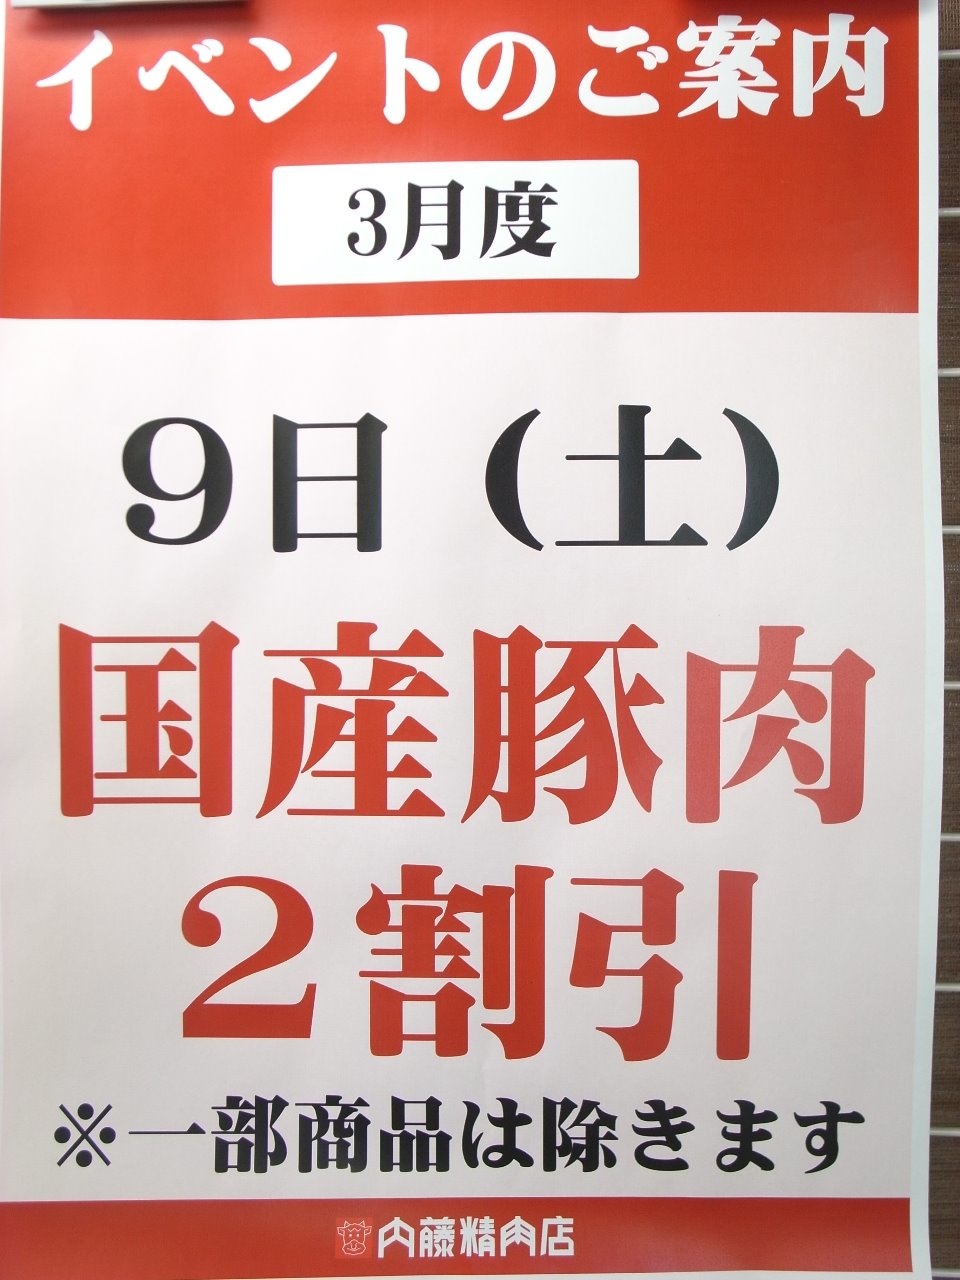 イベントのご案内
3月度
9日（土）
国産豚肉
2割引
※一部商品は除きます
内藤精肉店